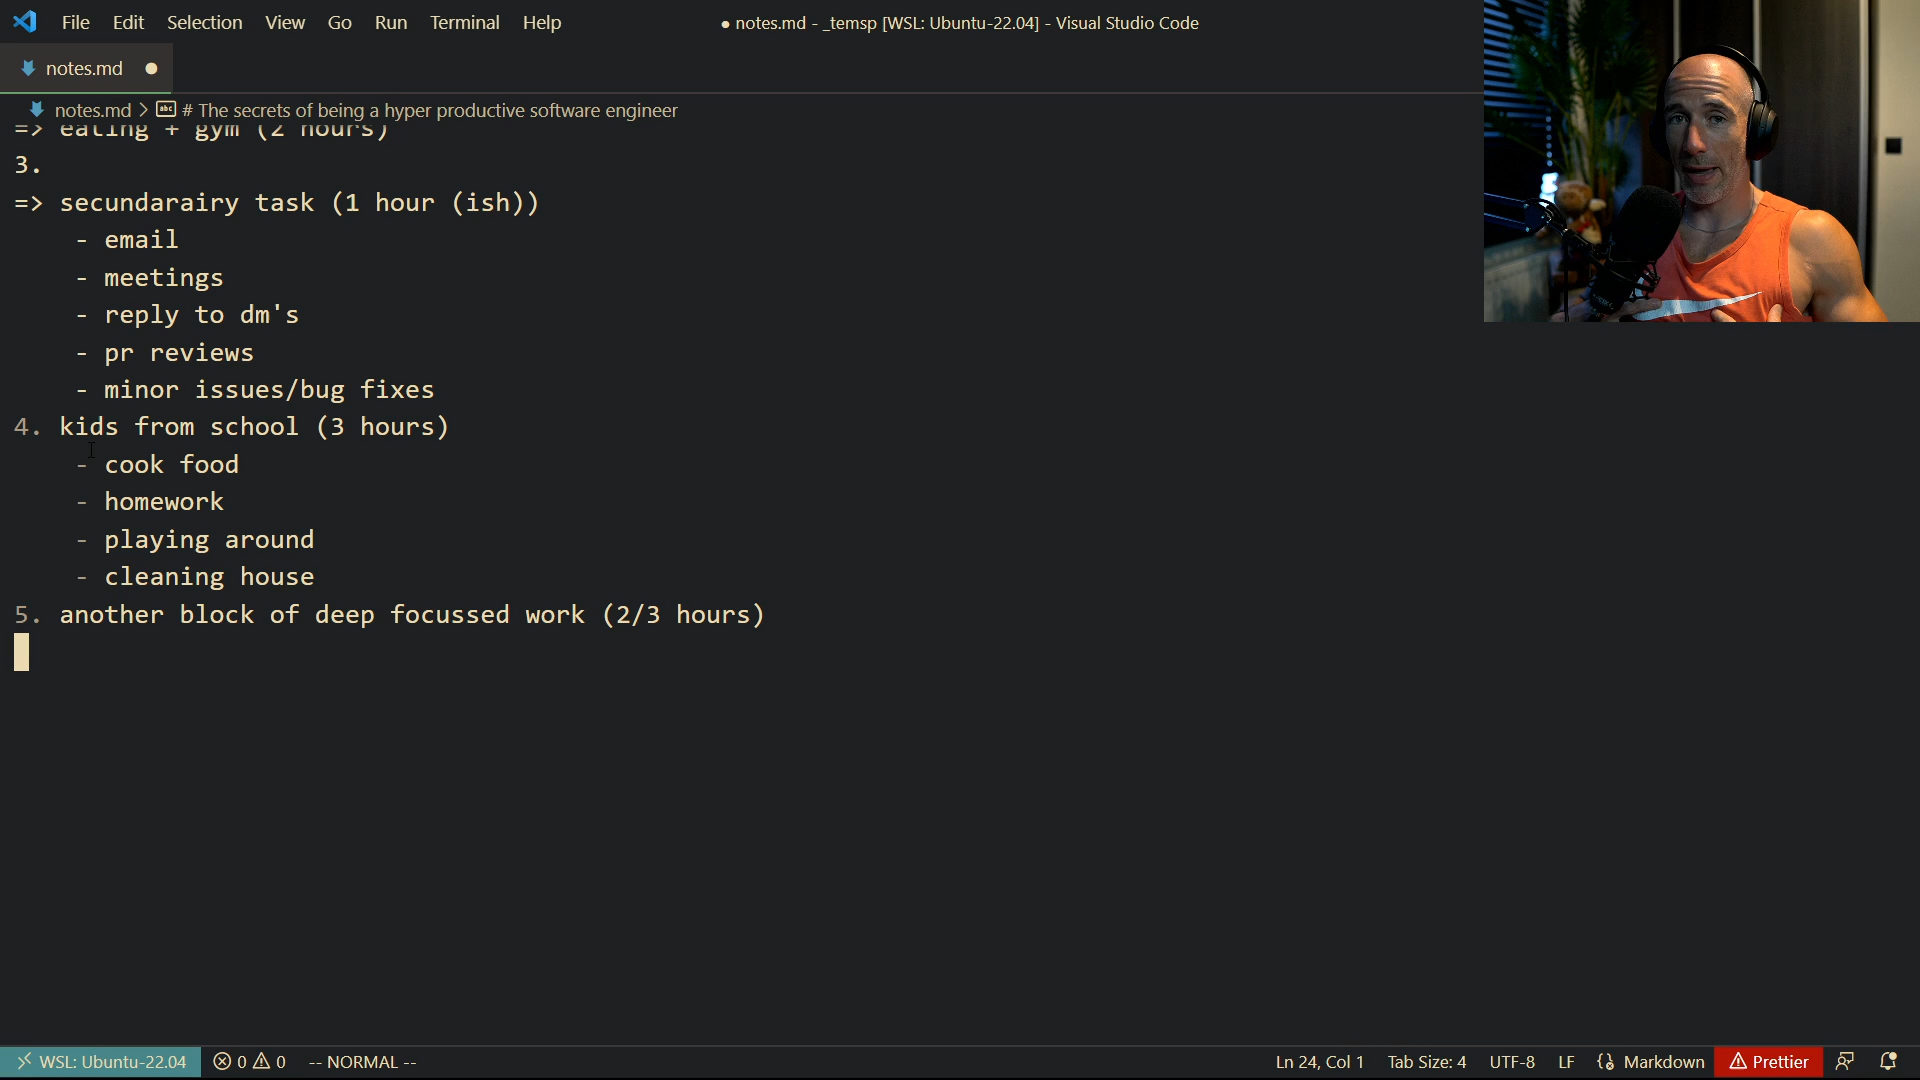 File Edit Selection View Go Run Terminal Help
● notes.md - _temsp [WSL: Ubuntu-22.04] - Visual Studio Code
notes.md ●
notes.md > # The secrets of being a hyper productive software engineer
=> eating + gym (2 hours)
3.
=> secundarairy task (1 hour (ish))
- email
- meetings
- reply to dm's
- pr reviews
- minor issues/bug fixes
4. kids from school (3 hours)
- cook food
- homework
- playing around
- cleaning house
5. another block of deep focussed work (2/3 hours)
WSL: Ubuntu-22.04 0 0 -- NORMAL -- Ln 24, Col 1 Tab Size: 4 UTF-8 LF Markdown Prettier